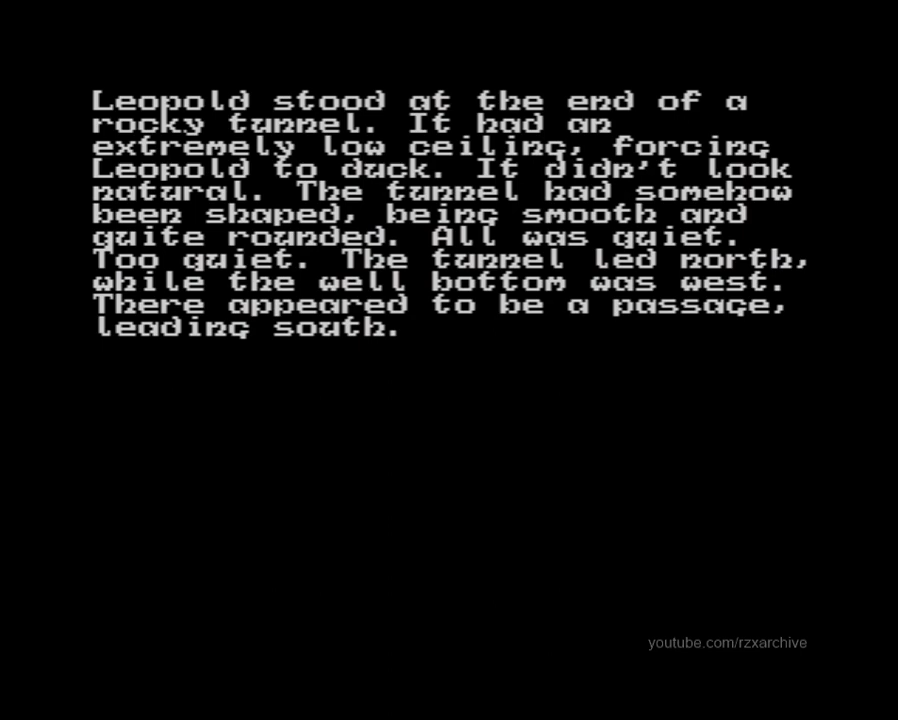 Leopold stood at the end of a
rocky tunnel. It had an
extremely low ceiling, forcing
Leopold to duck. It didn't look
natural. The tunnel had somehow
been shaped, being smooth and
quite rounded. All was quiet.
Too quiet. The tunnel led north,
while the well bottom was west.
There appeared to be a passage,
leading south.
youtube.com/rzxarchive